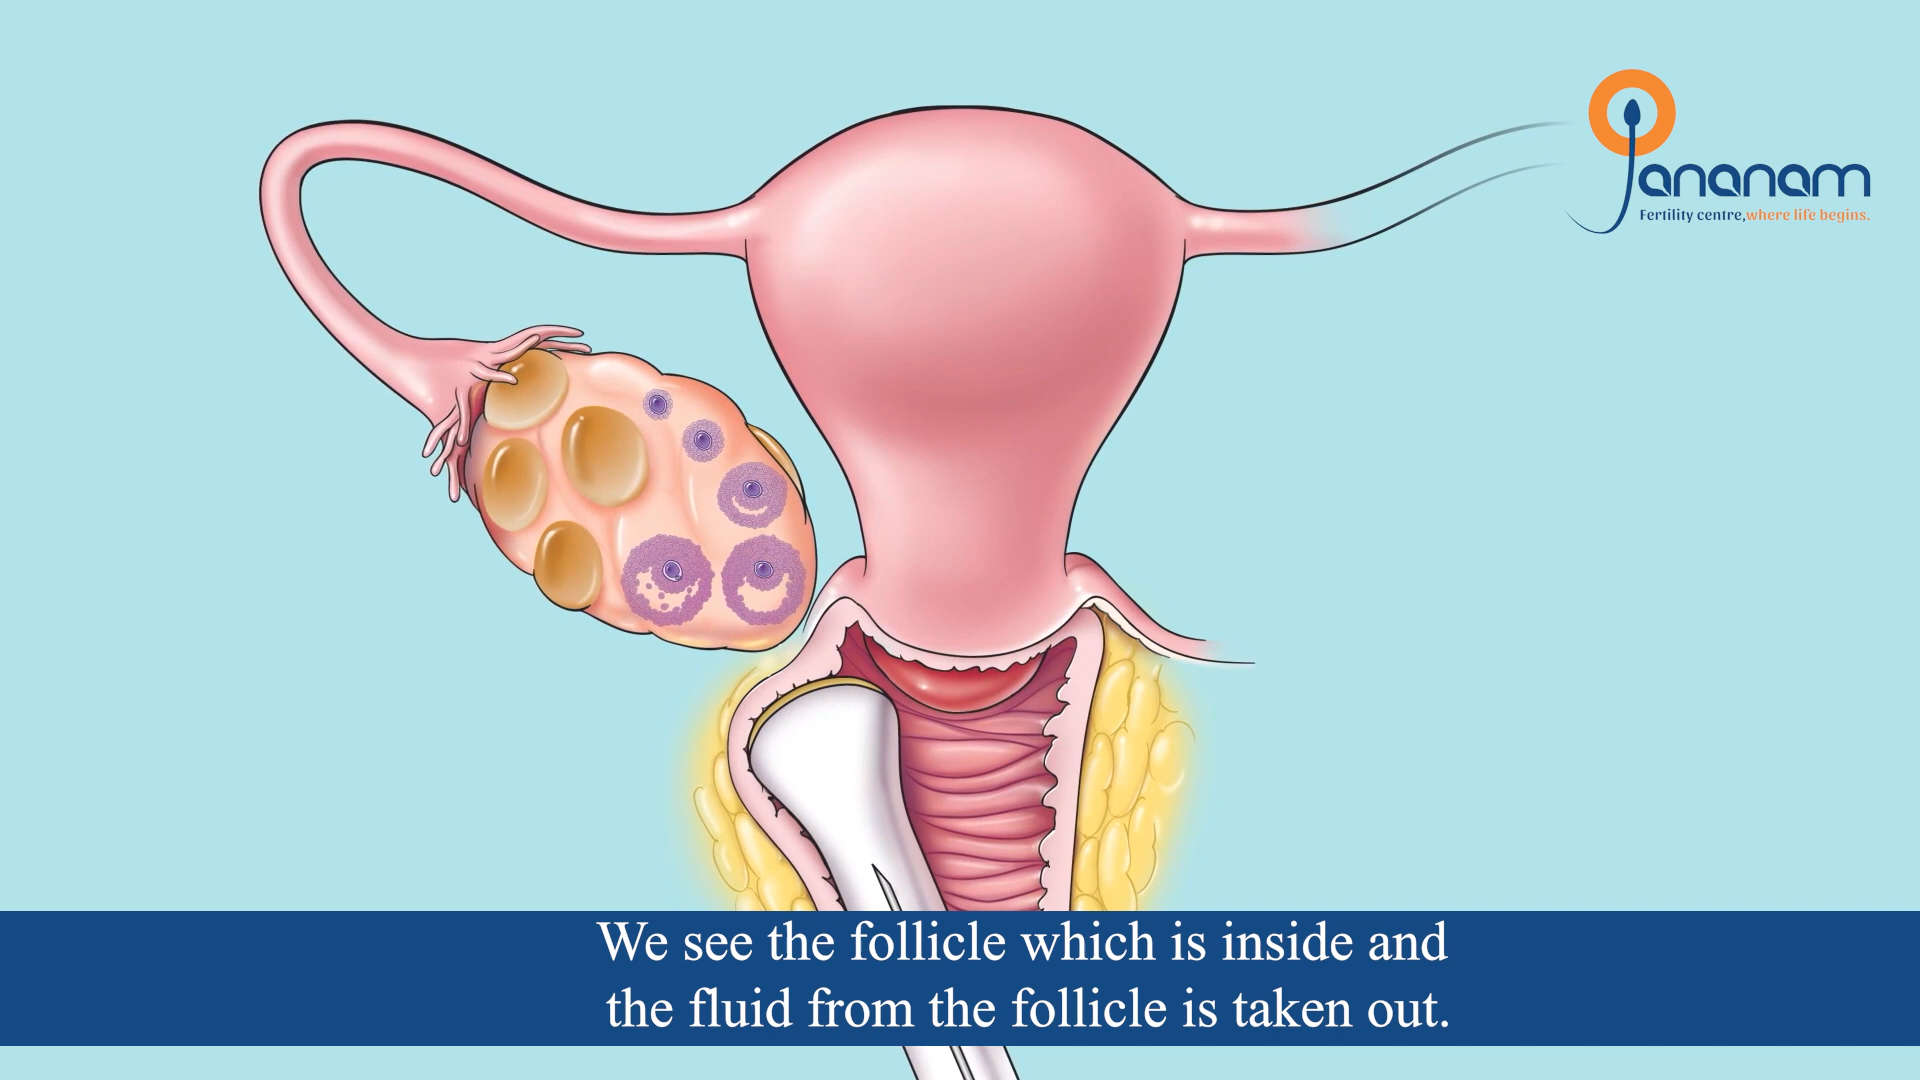 Jananam
Fertility centre, where life begins.
We see the follicle which is inside and
the fluid from the follicle is taken out.